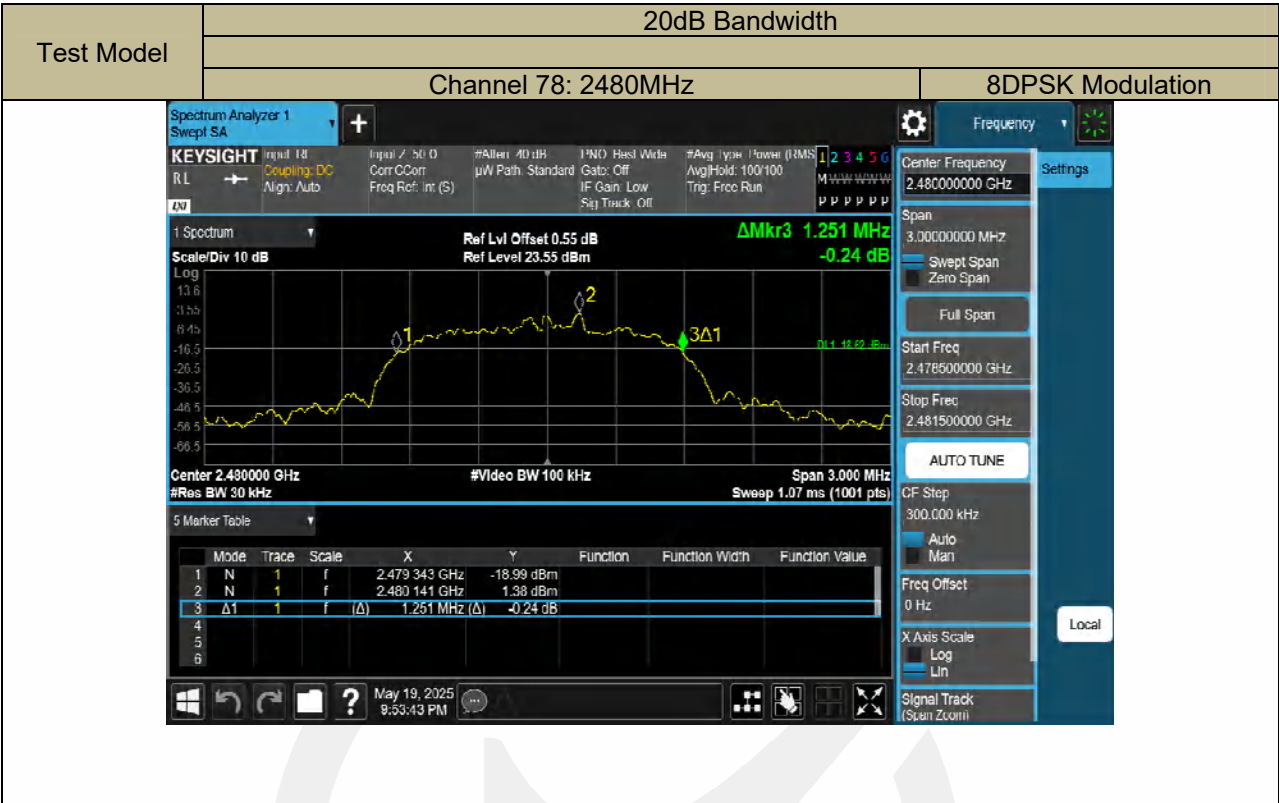 20dB Bandwidth
Test Model
Channel 78: 2480MHz 8DPSK Modulation
Spectrum Analyzer 1
Swept SA
+
Frequency
KEYSIGHT
RL
LXI
Input: RF
Coupling: DC
Align: Auto
Input Z: 50 Ω
Corr CCorr
Freq Ref: Int (S)
#Atten: 40 dB
µW Path: Standard
PNO: Best Wide
Gate: Off
IF Gain: Low
Sig Track: Off
#Avg Type: Power (RMS
Avg|Hold: 100/100
Trig: Free Run
1 2 3 4 5 6
M W W W W W
P P P P P P
1 Spectrum
Scale/Div 10 dB
Ref Lvl Offset 0.55 dB
Ref Level 23.55 dBm
ΔMkr3 1.251 MHz
-0.24 dB
Log
13.6
3.55
-6.45
-16.5
-26.5
-36.5
-46.5
-56.5
-66.5
1
2
3Δ1
DL1 -18.62 dBm
Center 2.480000 GHz
#Video BW 100 kHz
Span 3.000 MHz
#Res BW 30 kHz
Sweep 1.07 ms (1001 pts)
5 Marker Table
Mode Trace Scale X Y Function Function Width Function Value
1 N 1 f 2.479 343 GHz -18.99 dBm
2 N 1 f 2.480 141 GHz 1.38 dBm
3 Δ1 1 f (Δ) 1.251 MHz (Δ) -0.24 dB
4
5
6
?
May 19, 2025
9:53:43 PM
Center Frequency
2.480000000 GHz
Settings
Span
3.00000000 MHz
Swept Span
Zero Span
Full Span
Start Freq
2.478500000 GHz
Stop Freq
2.481500000 GHz
AUTO TUNE
CF Step
300.000 kHz
Auto
Man
Freq Offset
0 Hz
Local
X Axis Scale
Log
Lin
Signal Track
(Span Zoom)